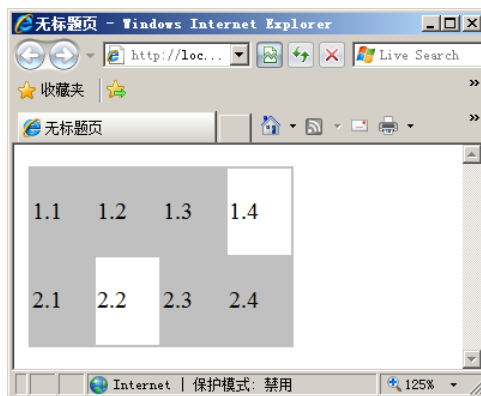 无标题页 - Windows Internet Explorer
http://loc... Live Search
收藏夹 »
无标题页 »
1.1 1.2 1.3 1.4
2.1 2.2 2.3 2.4
Internet | 保护模式: 禁用 125%